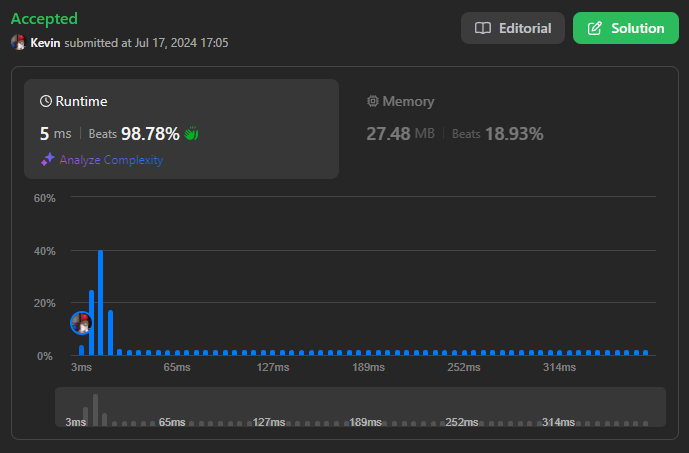 Accepted
Kevin submitted at Jul 17, 2024 17:05
Editorial
Solution
Runtime
5 ms Beats 98.78%
Analyze Complexity
Memory
27.48 MB Beats 18.93%
60%
40%
20%
0%
3ms 65ms 127ms 189ms 252ms 314ms
3ms 65ms 127ms 189ms 252ms 314ms